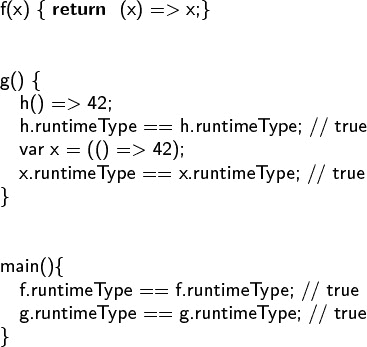 f(x) { return (x) => x;}
g() {
h() => 42;
h.runtimeType == h.runtimeType; // true
var x = (() => 42);
x.runtimeType == x.runtimeType; // true
}
main(){
f.runtimeType == f.runtimeType; // true
g.runtimeType == g.runtimeType; // true
}